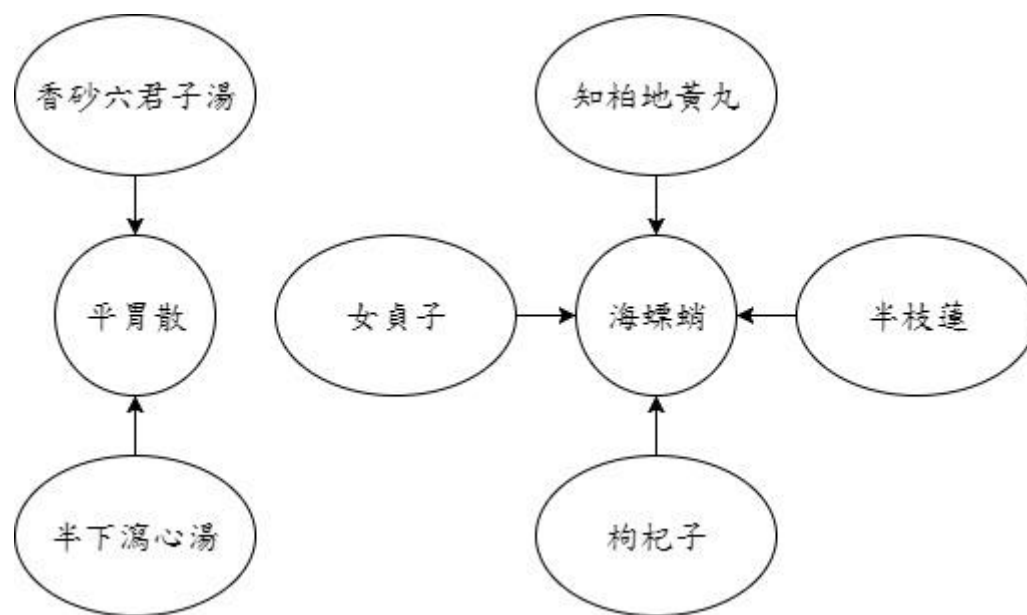 香砂六君子湯
知柏地黃丸
平胃散
女貞子
海螵蛸
半枝蓮
半下瀉心湯
枸杞子